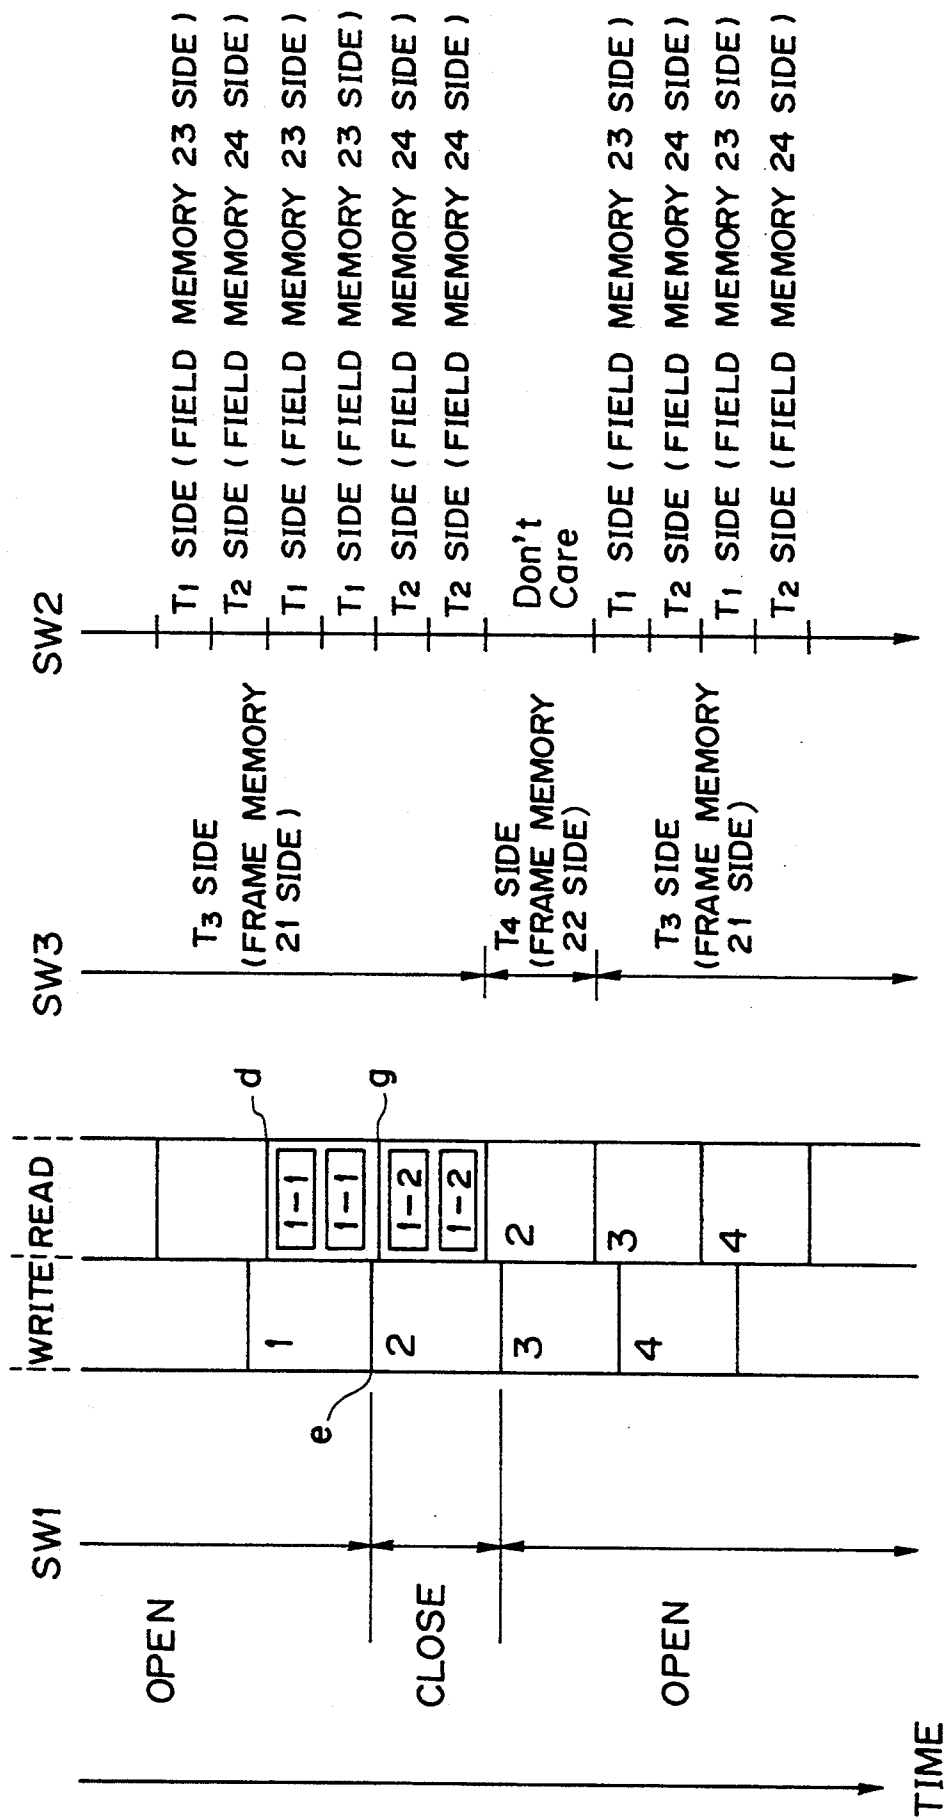 SW1
WRITE
READ
SW3
SW2
OPEN
CLOSE
OPEN
TIME
e
d
g
1
2
3
4
1-1
1-1
1-2
1-2
2
3
4
T3 SIDE
(FRAME MEMORY
21 SIDE)
T4 SIDE
(FRAME MEMORY
22 SIDE)
T3 SIDE
(FRAME MEMORY
21 SIDE)
T1 SIDE (FIELD MEMORY 23 SIDE)
T2 SIDE (FIELD MEMORY 24 SIDE)
T1 SIDE (FIELD MEMORY 23 SIDE)
T1 SIDE (FIELD MEMORY 23 SIDE)
T2 SIDE (FIELD MEMORY 24 SIDE)
T2 SIDE (FIELD MEMORY 24 SIDE)
Don't
Care
T1 SIDE (FIELD MEMORY 23 SIDE)
T2 SIDE (FIELD MEMORY 24 SIDE)
T1 SIDE (FIELD MEMORY 23 SIDE)
T2 SIDE (FIELD MEMORY 24 SIDE)